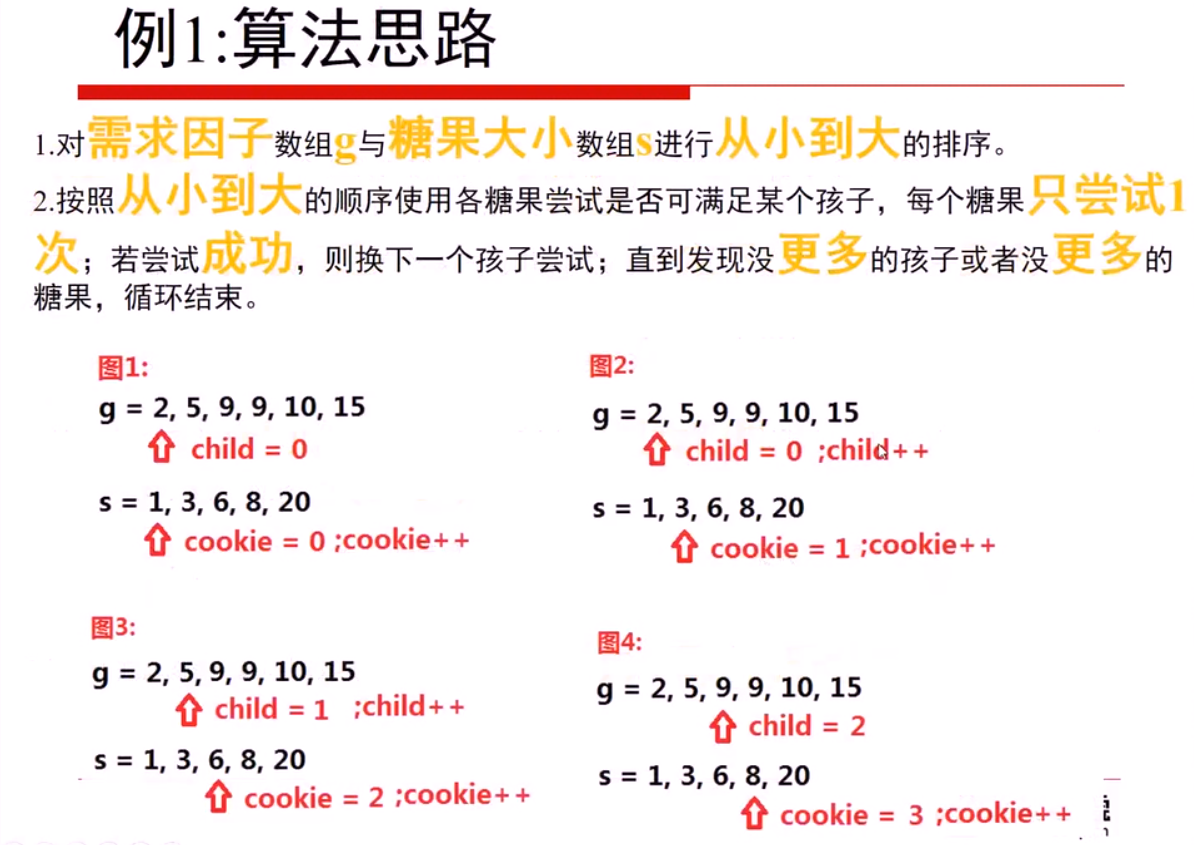 例1:算法思路
1.对需求因子数组g与糖果大小数组s进行从小到大的排序。
2.按照从小到大的顺序使用各糖果尝试是否可满足某个孩子，每个糖果只尝试1
次；若尝试成功，则换下一个孩子尝试；直到发现没更多的孩子或者没更多的
糖果，循环结束。
图1:
g = 2, 5, 9, 9, 10, 15
child = 0
s = 1, 3, 6, 8, 20
cookie = 0 ;cookie++
图2:
g = 2, 5, 9, 9, 10, 15
child = 0 ;child++
s = 1, 3, 6, 8, 20
cookie = 1 ;cookie++
图3:
g = 2, 5, 9, 9, 10, 15
child = 1 ;child++
s = 1, 3, 6, 8, 20
cookie = 2 ;cookie++
图4:
g = 2, 5, 9, 9, 10, 15
child = 2
s = 1, 3, 6, 8, 20
cookie = 3 ;cookie++